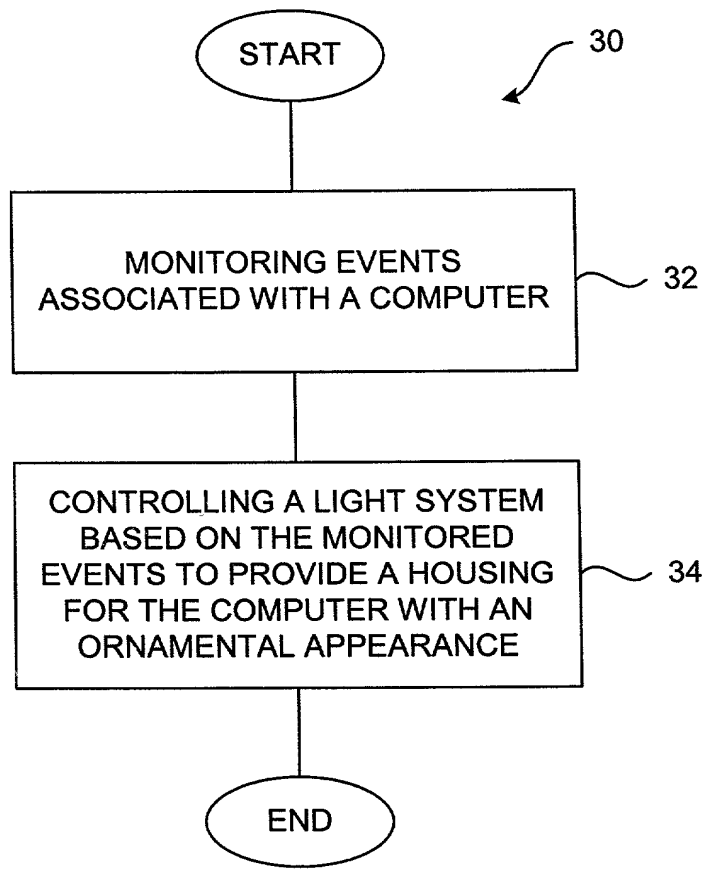 START
30
MONITORING EVENTS
ASSOCIATED WITH A COMPUTER
32
CONTROLLING A LIGHT SYSTEM
BASED ON THE MONITORED
EVENTS TO PROVIDE A HOUSING
FOR THE COMPUTER WITH AN
ORNAMENTAL APPEARANCE
34
END